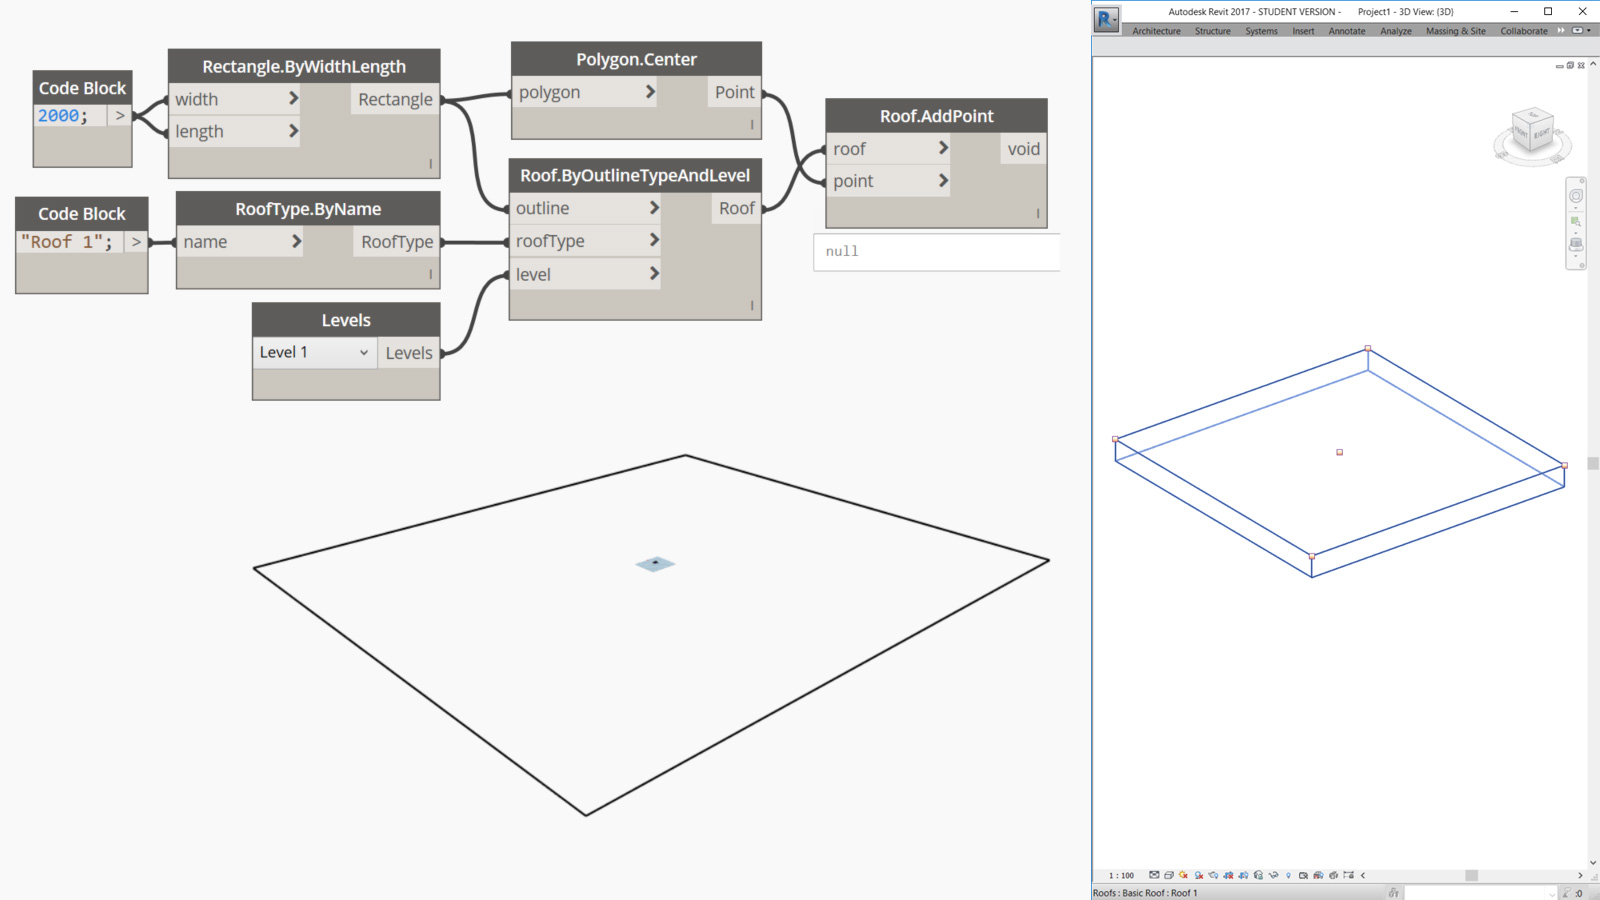 Code Block
2000;
>
Rectangle.ByWidthLength
width
Rectangle
length
Polygon.Center
polygon
Point
Roof.AddPoint
roof
void
point
null
Code Block
"Roof 1";
>
RoofType.ByName
name
RoofType
Roof.ByOutlineTypeAndLevel
outline
Roof
roofType
level
Levels
Level 1
Levels
Autodesk Revit 2017 - STUDENT VERSION - Project1 - 3D View: {3D}
Architecture Structure Systems Insert Annotate Analyze Massing & Site Collaborate
1 : 100
Roofs : Basic Roof : Roof 1
:0